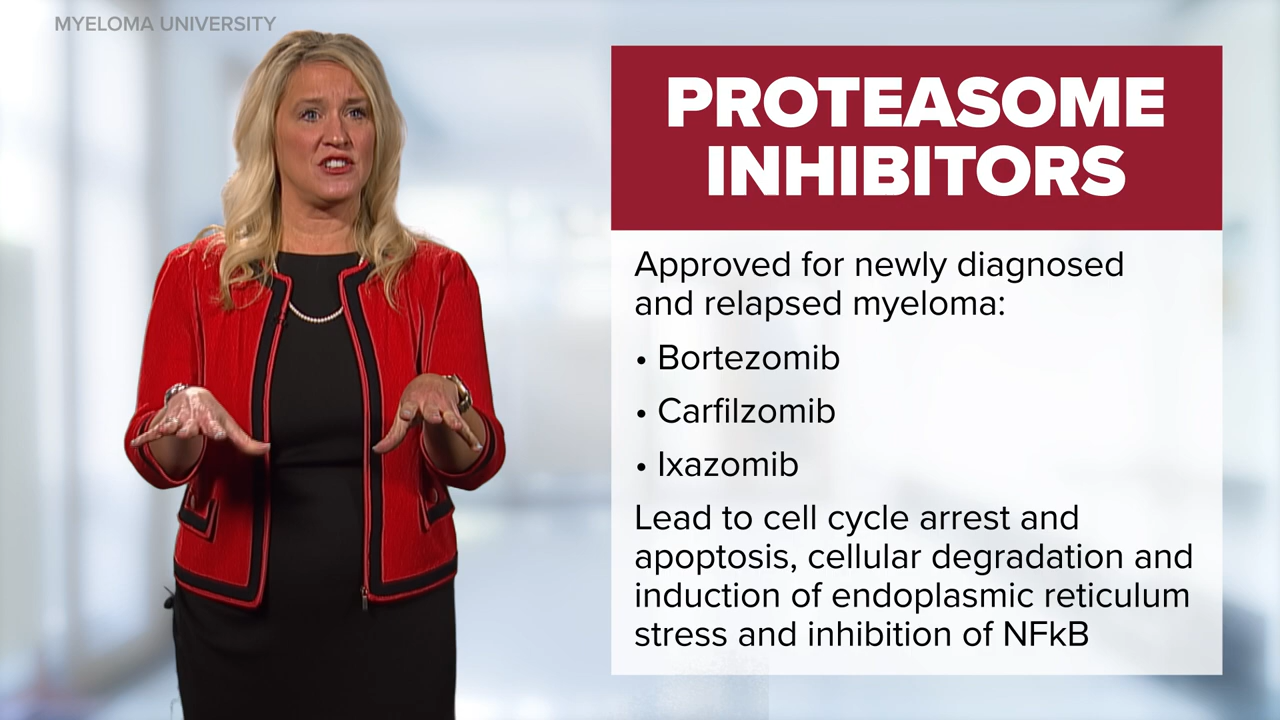 MYELOMA UNIVERSITY
PROTEASOME
INHIBITORS
Approved for newly diagnosed
and relapsed myeloma:
• Bortezomib
• Carfilzomib
• Ixazomib
Lead to cell cycle arrest and
apoptosis, cellular degradation and
induction of endoplasmic reticulum
stress and inhibition of NFkB